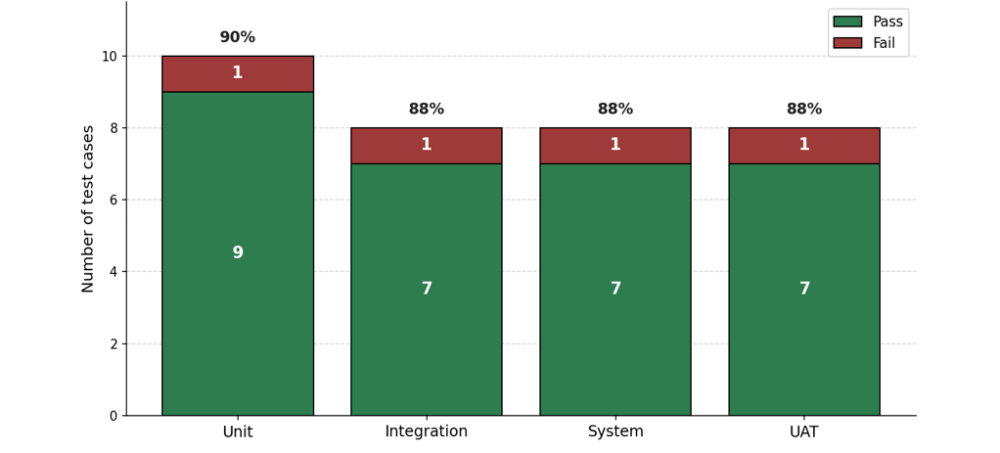 Pass
Fail
90%
88%
88%
88%
1
1
1
1
9
7
7
7
Number of test cases
10
8
6
4
2
0
Unit
Integration
System
UAT